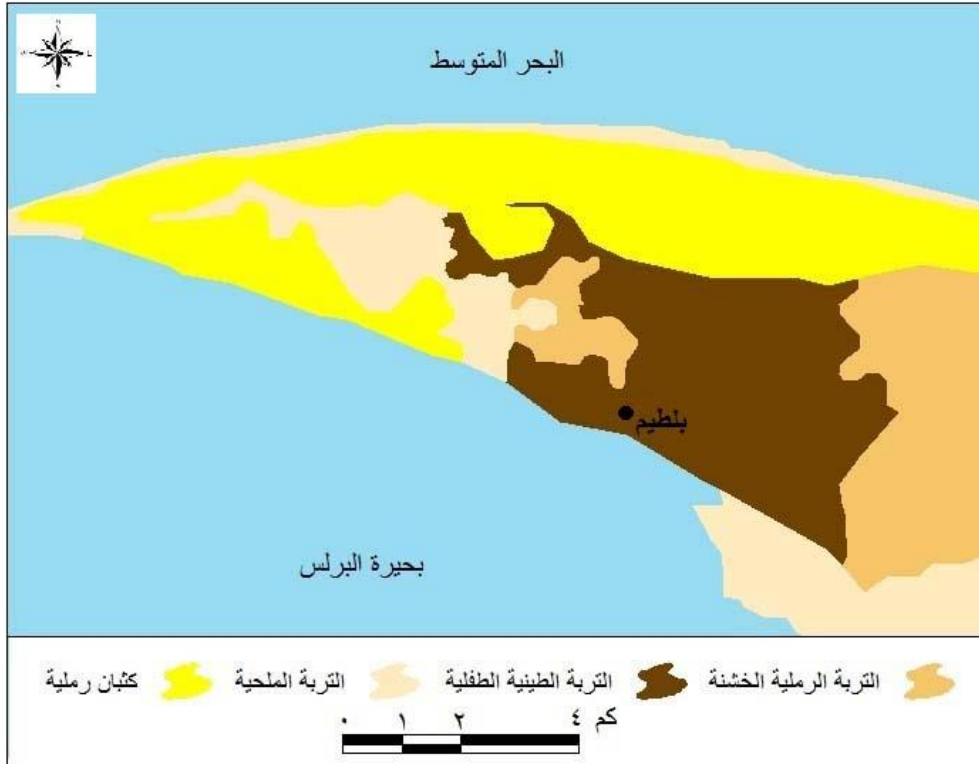 البحر المتوسط
بلطيم
بحيرة البرلس
التربة الرملية الخشنة
التربة الطينية الطفلية
التربة الملحية
كثبان رملية
٠ ١ ٢ ٤ كم